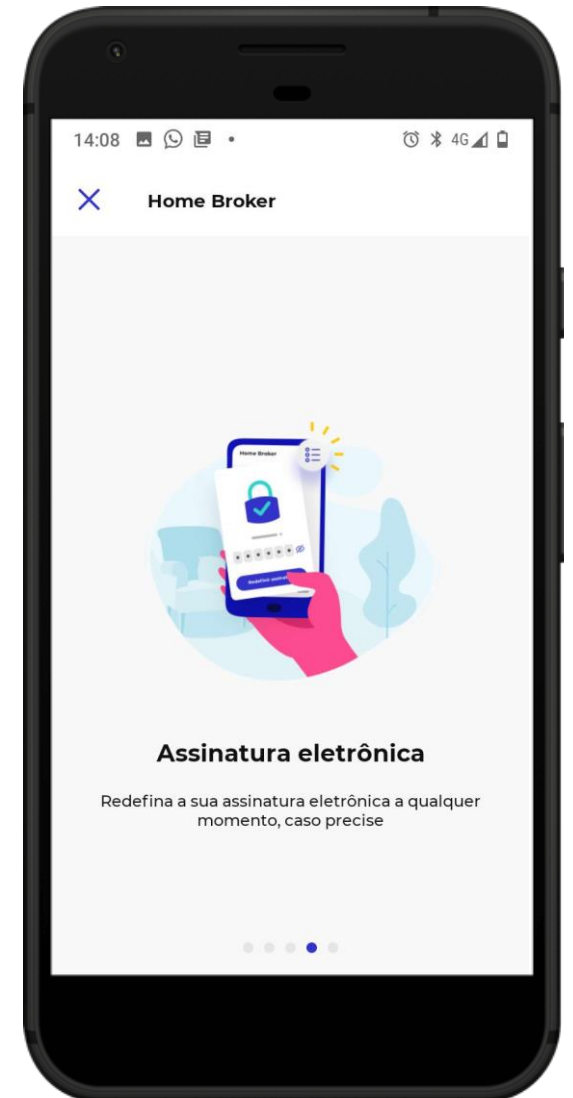 14:08
4G
Home Broker
Home Broker
Assinatura eletrônica
Redefina a sua assinatura eletrônica a qualquer
momento, caso precise